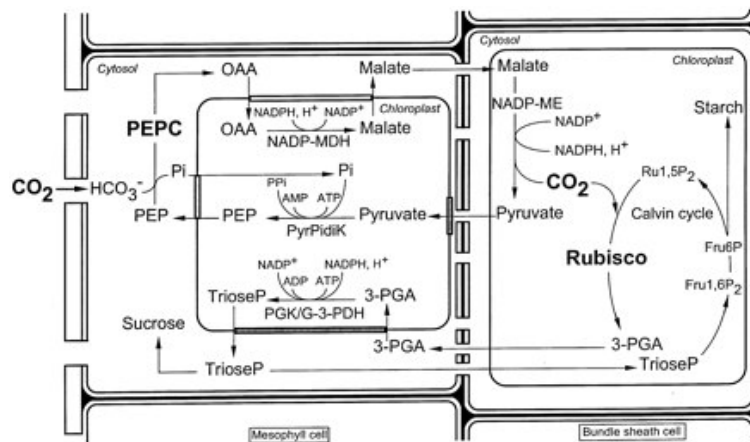 Cytosol
OAA
Malate
Chloroplast
NADPH, H⁺
NADP⁺
OAA
Malate
NADP-MDH
PEPC
CO₂
HCO₃⁻
Pi
Pi
PPi
AMP
ATP
PEP
PEP
Pyruvate
PyrPidiK
NADP⁺
NADPH, H⁺
ADP
ATP
TrioseP
3-PGA
PGK/G-3-PDH
Sucrose
3-PGA
TrioseP
Mesophyll cell
Cytosol
Chloroplast
Malate
NADP-ME
NADP⁺
NADPH, H⁺
Starch
CO₂
Ru1,5P₂
Pyruvate
Calvin cycle
Fru6P
Rubisco
Fru1,6P₂
3-PGA
TrioseP
Bundle sheath cell